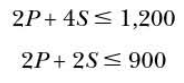 2P + 4S ≤ 1,200
2P + 2S ≤ 900